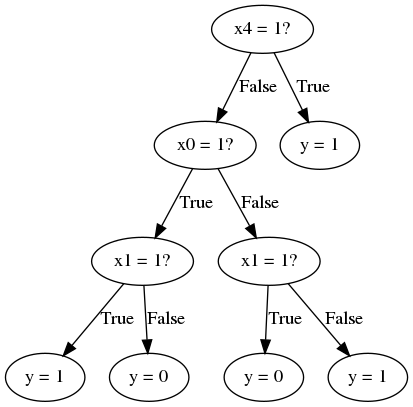 x4 = 1?
False
True
x0 = 1?
y = 1
True
False
x1 = 1?
x1 = 1?
True
False
True
False
y = 1
y = 0
y = 0
y = 1